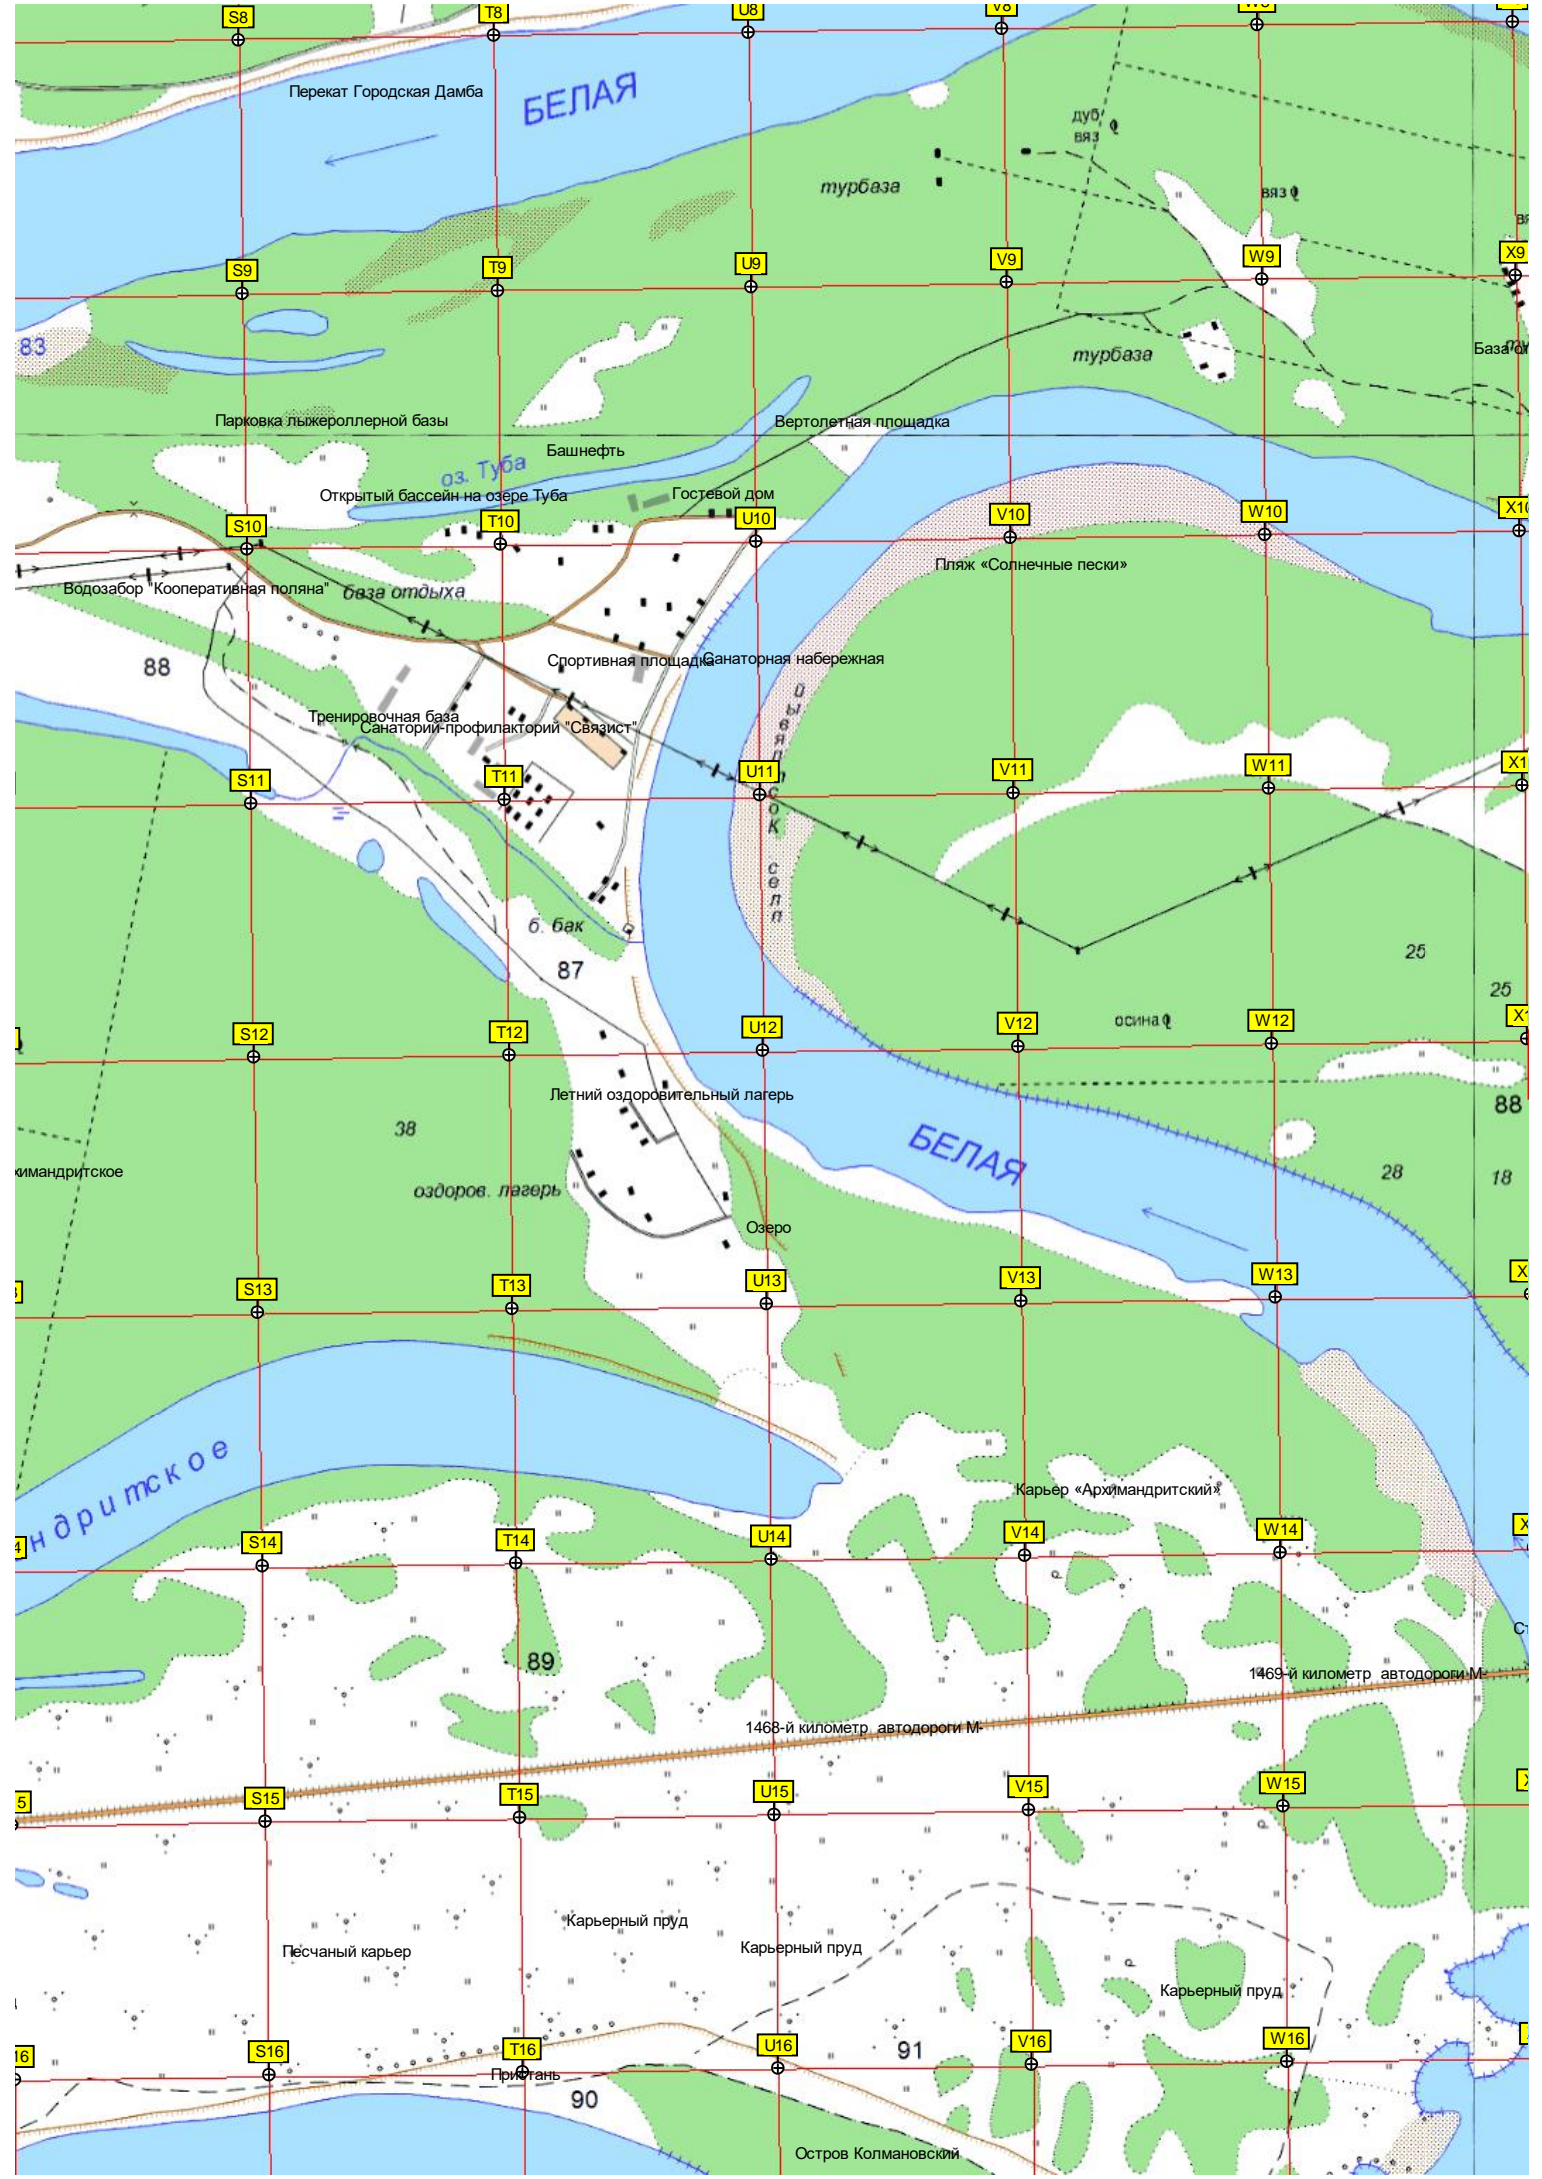 S8
T8
U8
V8
Перекат Городская Дамба
БЕЛАЯ
дуб
вяз
турбаза
вяз
S9
T9
U9
V9
W9
X9
83
турбаза
Парковка лыжероллерной базы
Вертолетная площадка
Башнефть
оз. Туба
Открытый бассейн на озере Туба
Гостевой дом
S10
T10
U10
V10
W10
Пляж «Солнечные пески»
Водозабор "Кооперативная поляна"
база отдыха
88
Спортивная площадка
Санаторная набережная
Тренировочная база
Санаторий-профилакторий "Связист"
S11
T11
U11
V11
W11
б. бак
87
25
25
осина
S12
T12
U12
V12
W12
Летний оздоровительный лагерь
88
38
БЕЛАЯ
химандритское
оздоров. лагерь
28
18
Озеро
S13
T13
U13
V13
W13
ндритское
Карьер «Архимандритский»
S14
T14
U14
V14
W14
89
1469-й километр автодороги М-
1468-й километр автодороги М-
S15
T15
U15
V15
W15
Карьерный пруд
Песчаный карьер
Карьерный пруд
Карьерный пруд
S16
T16
U16
V16
W16
91
Пристань
90
Остров Колмановский